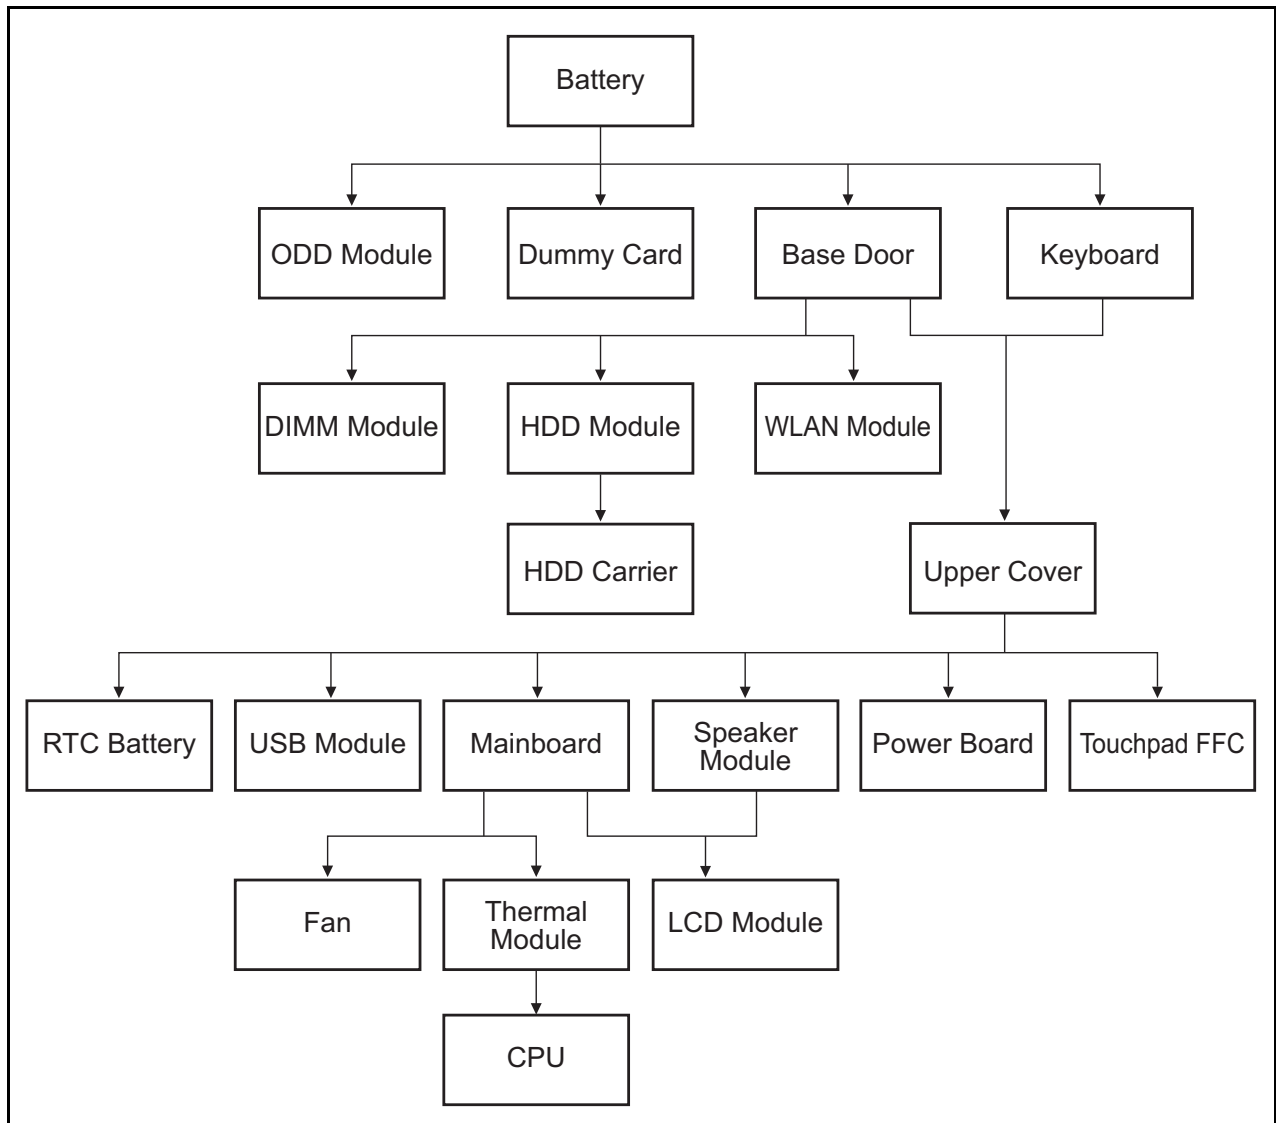 Battery
ODD Module
Dummy Card
Base Door
Keyboard
DIMM Module
HDD Module
WLAN Module
HDD Carrier
Upper Cover
RTC Battery
USB Module
Mainboard
Speaker
Module
Power Board
Touchpad FFC
Fan
Thermal
Module
LCD Module
CPU